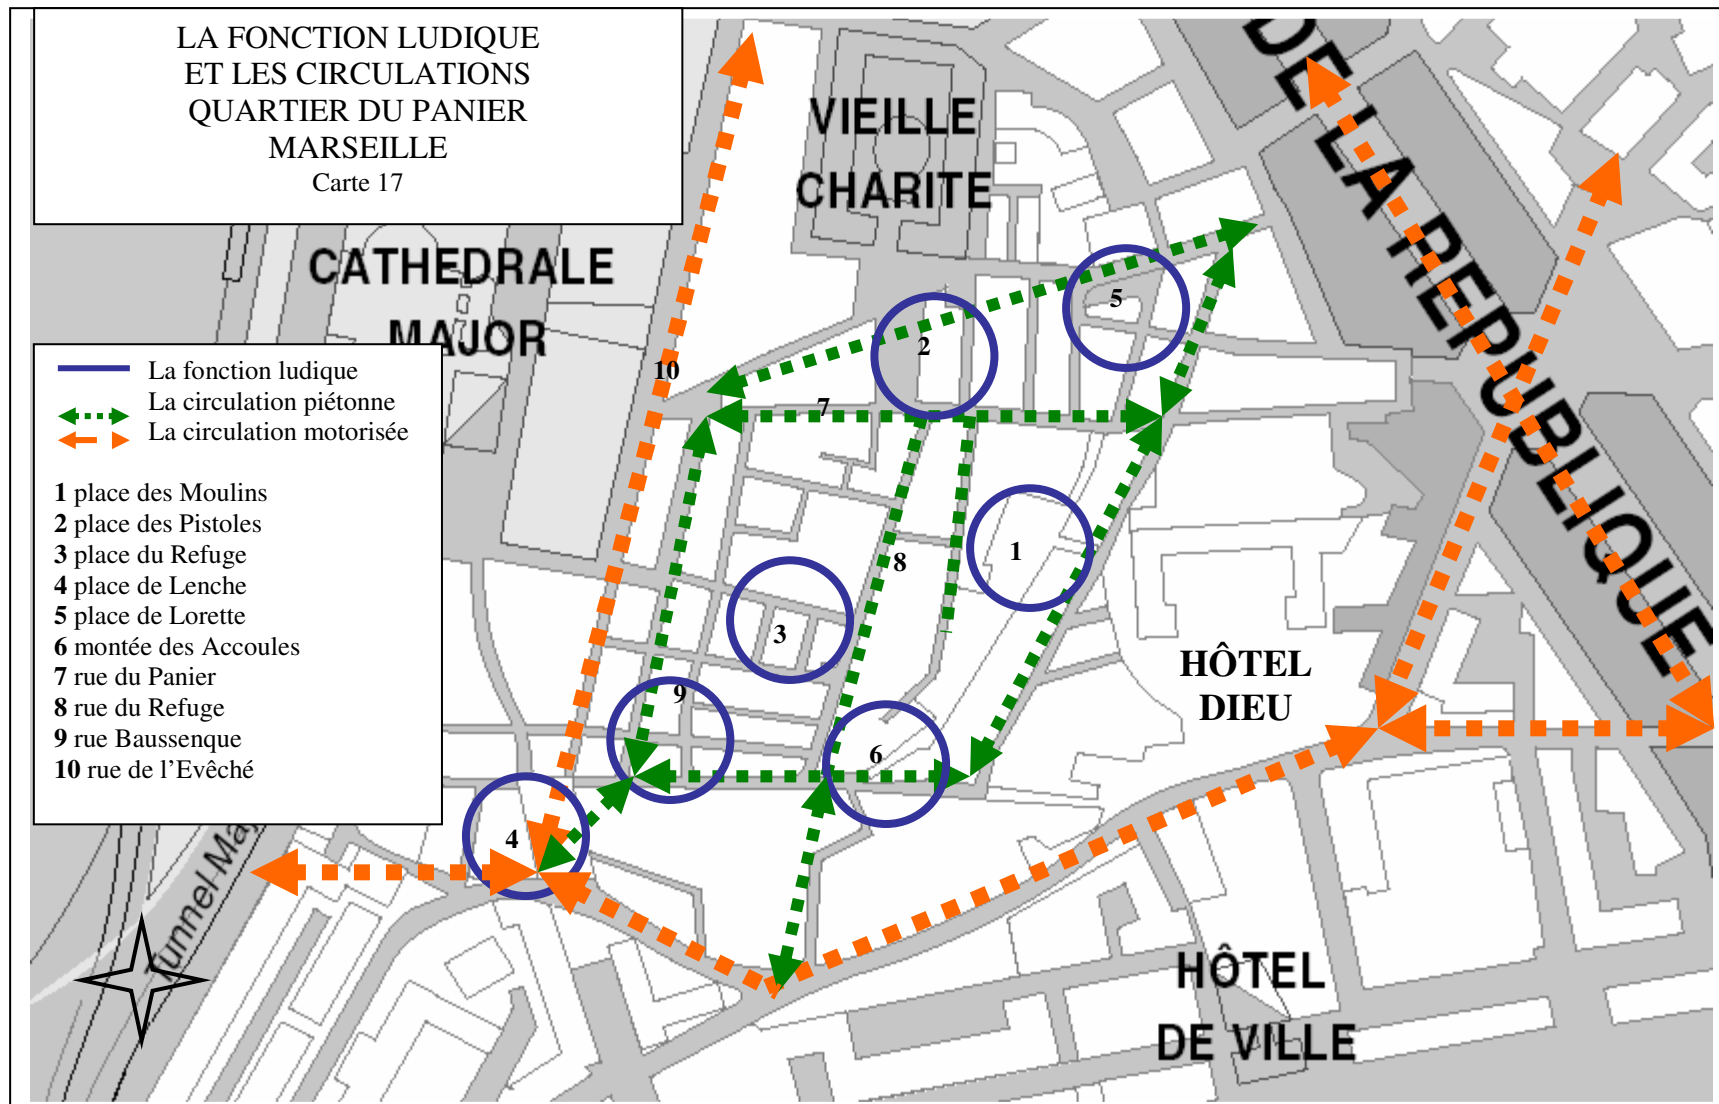 LA FONCTION LUDIQUE
ET LES CIRCULATIONS
QUARTIER DU PANIER
MARSEILLE
Carte 17
VIEILLE
CHARITE
DE LA REPUBLIQUE
CATHEDRALE
MAJOR
La fonction ludique
La circulation piétonne
La circulation motorisée
1 place des Moulins
2 place des Pistoles
3 place du Refuge
4 place de Lenche
5 place de Lorette
6 montée des Accoules
7 rue du Panier
8 rue du Refuge
9 rue Baussenque
10 rue de l'Evêché
5
2
10
7
1
8
3
9
6
4
HÔTEL
DIEU
Tunnel Maj
HÔTEL
DE VILLE